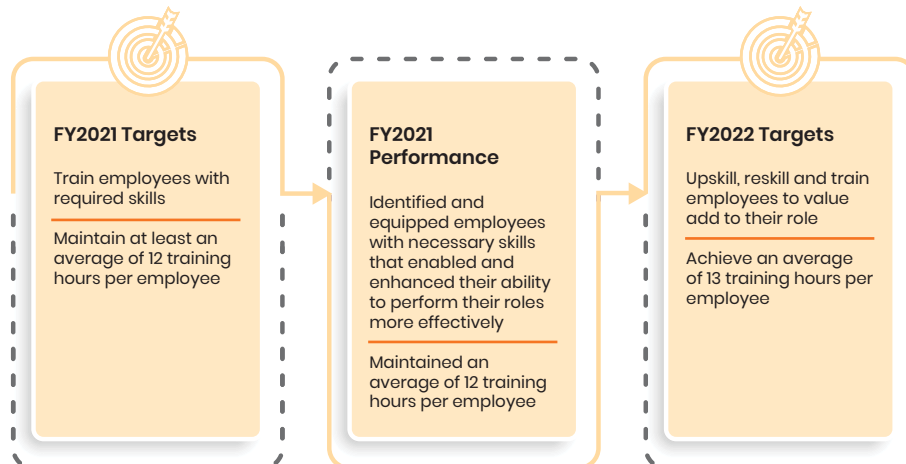 FY2021 Targets
Train employees with
required skills
Maintain at least an
average of 12 training
hours per employee
FY2021
Performance
Identified and
equipped employees
with necessary skills
that enabled and
enhanced their ability
to perform their roles
more effectively
Maintained an
average of 12 training
hours per employee
FY2022 Targets
Upskill, reskill and train
employees to value
add to their role
Achieve an average
of 13 training hours per
employee